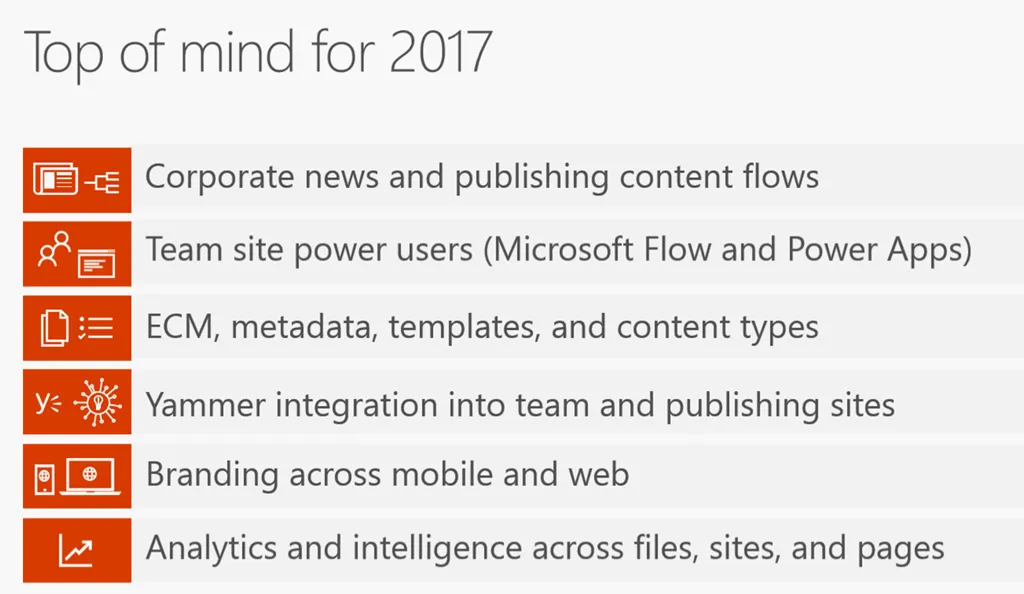 Top of mind for 2017
Corporate news and publishing content flows
Team site power users (Microsoft Flow and Power Apps)
ECM, metadata, templates, and content types
Yammer integration into team and publishing sites
Branding across mobile and web
Analytics and intelligence across files, sites, and pages